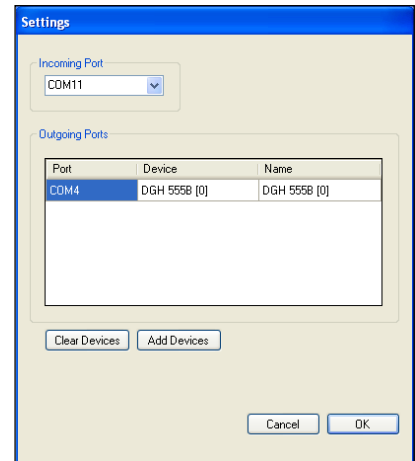 Settings
Incoming Port
COM11
Outgoing Ports
Port Device Name
COM4 DGH 555B [0] DGH 555B [0]
Clear Devices Add Devices
Cancel OK